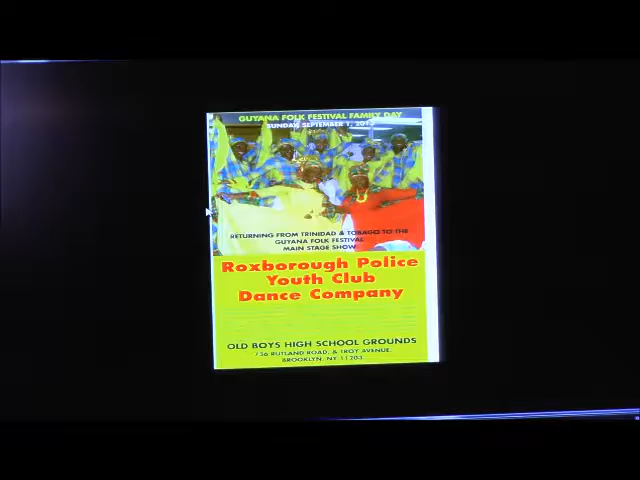 GUYANA FOLK FESTIVAL FAMILY DAY
SUNDAY, SEPTEMBER 1, 2013
RETURNING FROM TRINIDAD & TOBAGO TO THE
GUYANA FOLK FESTIVAL
MAIN STAGE SHOW
Roxborough Police
Youth Club
Dance Company
OLD BOYS HIGH SCHOOL GROUNDS
736 RUTLAND ROAD, & TROY AVENUE,
BROOKLYN, NY 11203